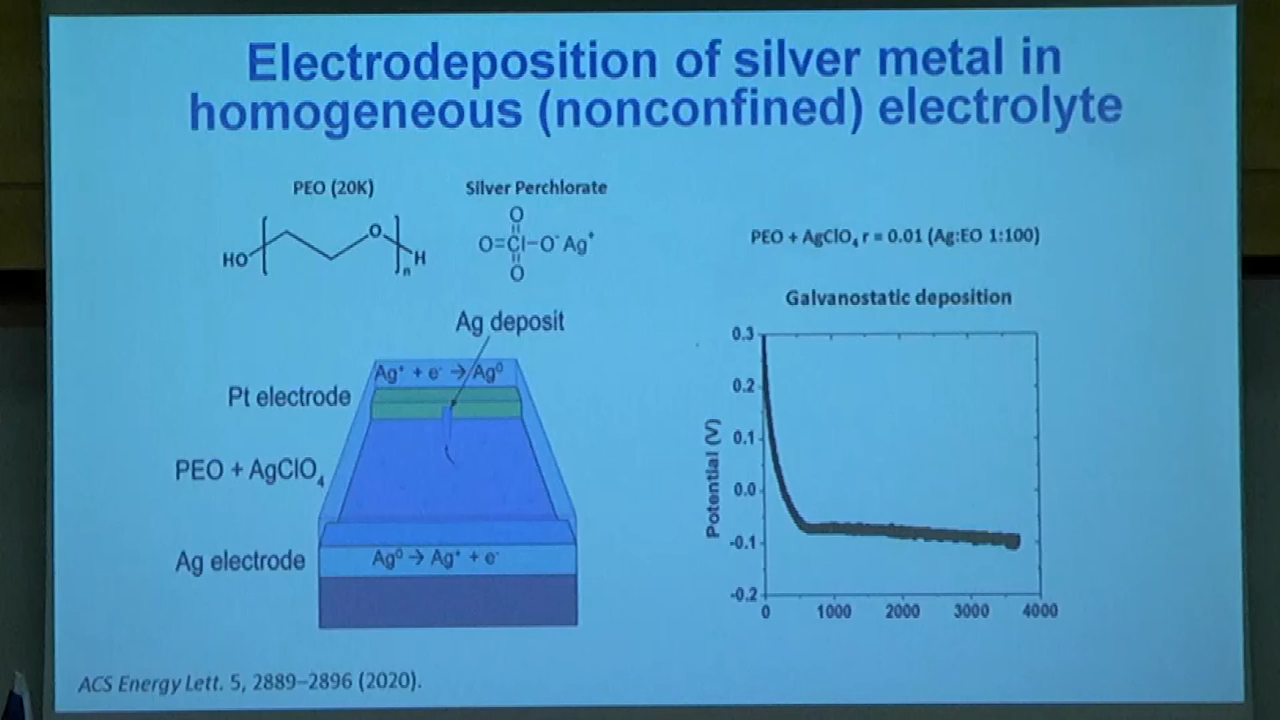 Electrodeposition of silver metal in
homogeneous (nonconfined) electrolyte
PEO (20K)
Silver Perchlorate
HO
O
H
n
O
O=Cl–O⁻ Ag⁺
O
PEO + AgClO₄ r = 0.01 (Ag:EO 1:100)
Ag deposit
Ag⁺ + e⁻ → Ag⁰
Pt electrode
PEO + AgClO₄
Ag electrode
Ag⁰ → Ag⁺ + e⁻
Galvanostatic deposition
Potential (V)
0.3
0.2
0.1
0.0
-0.1
-0.2
0 1000 2000 3000 4000
ACS Energy Lett. 5, 2889–2896 (2020).